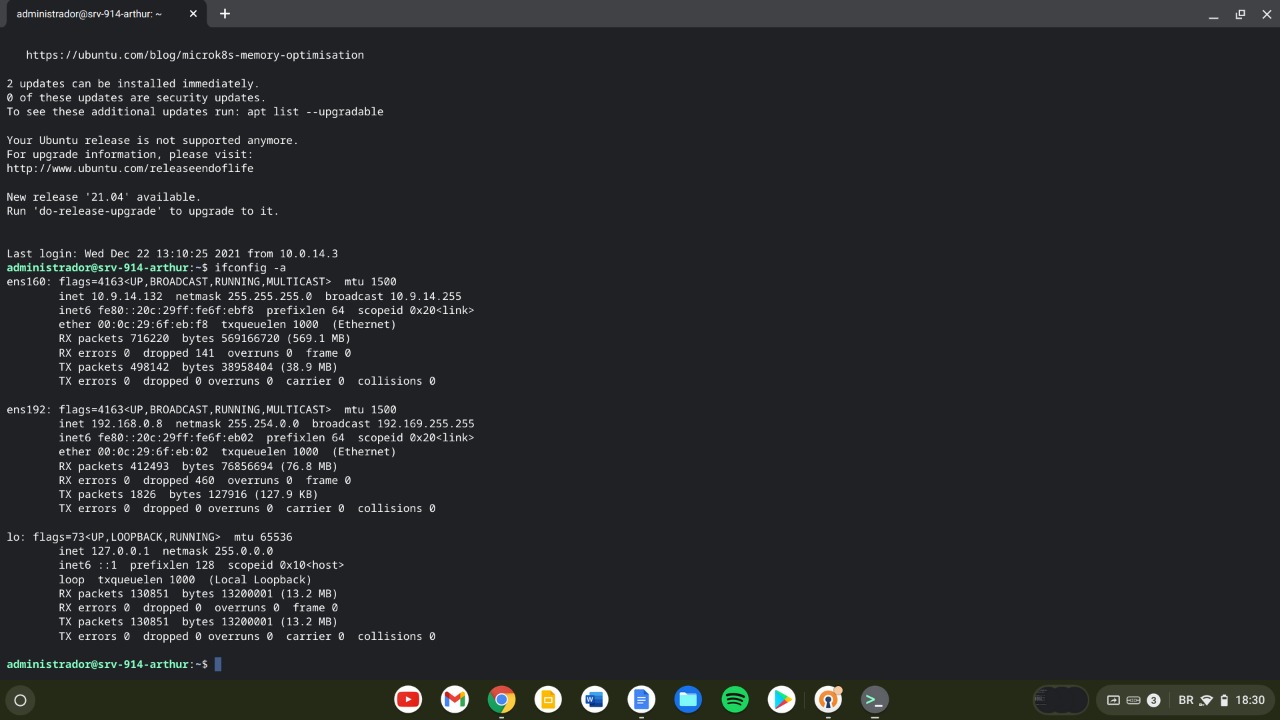 administrador@srv-914-arthur: ~
https://ubuntu.com/blog/microk8s-memory-optimisation
2 updates can be installed immediately.
0 of these updates are security updates.
To see these additional updates run: apt list --upgradable
Your Ubuntu release is not supported anymore.
For upgrade information, please visit:
http://www.ubuntu.com/releaseendoflife
New release '21.04' available.
Run 'do-release-upgrade' to upgrade to it.
Last login: Wed Dec 22 13:10:25 2021 from 10.0.14.3
administrador@srv-914-arthur:~$ ifconfig -a
ens160: flags=4163<UP,BROADCAST,RUNNING,MULTICAST>  mtu 1500
inet 10.9.14.132  netmask 255.255.255.0  broadcast 10.9.14.255
inet6 fe80::20c:29ff:fe6f:ebf8  prefixlen 64  scopeid 0x20<link>
ether 00:0c:29:6f:eb:f8  txqueuelen 1000  (Ethernet)
RX packets 716220  bytes 569166720 (569.1 MB)
RX errors 0  dropped 141  overruns 0  frame 0
TX packets 498142  bytes 38958404 (38.9 MB)
TX errors 0  dropped 0 overruns 0  carrier 0  collisions 0
ens192: flags=4163<UP,BROADCAST,RUNNING,MULTICAST>  mtu 1500
inet 192.168.0.8  netmask 255.254.0.0  broadcast 192.169.255.255
inet6 fe80::20c:29ff:fe6f:eb02  prefixlen 64  scopeid 0x20<link>
ether 00:0c:29:6f:eb:02  txqueuelen 1000  (Ethernet)
RX packets 412493  bytes 76856694 (76.8 MB)
RX errors 0  dropped 460  overruns 0  frame 0
TX packets 1826  bytes 127916 (127.9 KB)
TX errors 0  dropped 0 overruns 0  carrier 0  collisions 0
lo: flags=73<UP,LOOPBACK,RUNNING>  mtu 65536
inet 127.0.0.1  netmask 255.0.0.0
inet6 ::1  prefixlen 128  scopeid 0x10<host>
loop  txqueuelen 1000  (Local Loopback)
RX packets 130851  bytes 13200001 (13.2 MB)
RX errors 0  dropped 0  overruns 0  frame 0
TX packets 130851  bytes 13200001 (13.2 MB)
TX errors 0  dropped 0 overruns 0  carrier 0  collisions 0
administrador@srv-914-arthur:~$
3 BR 18:30